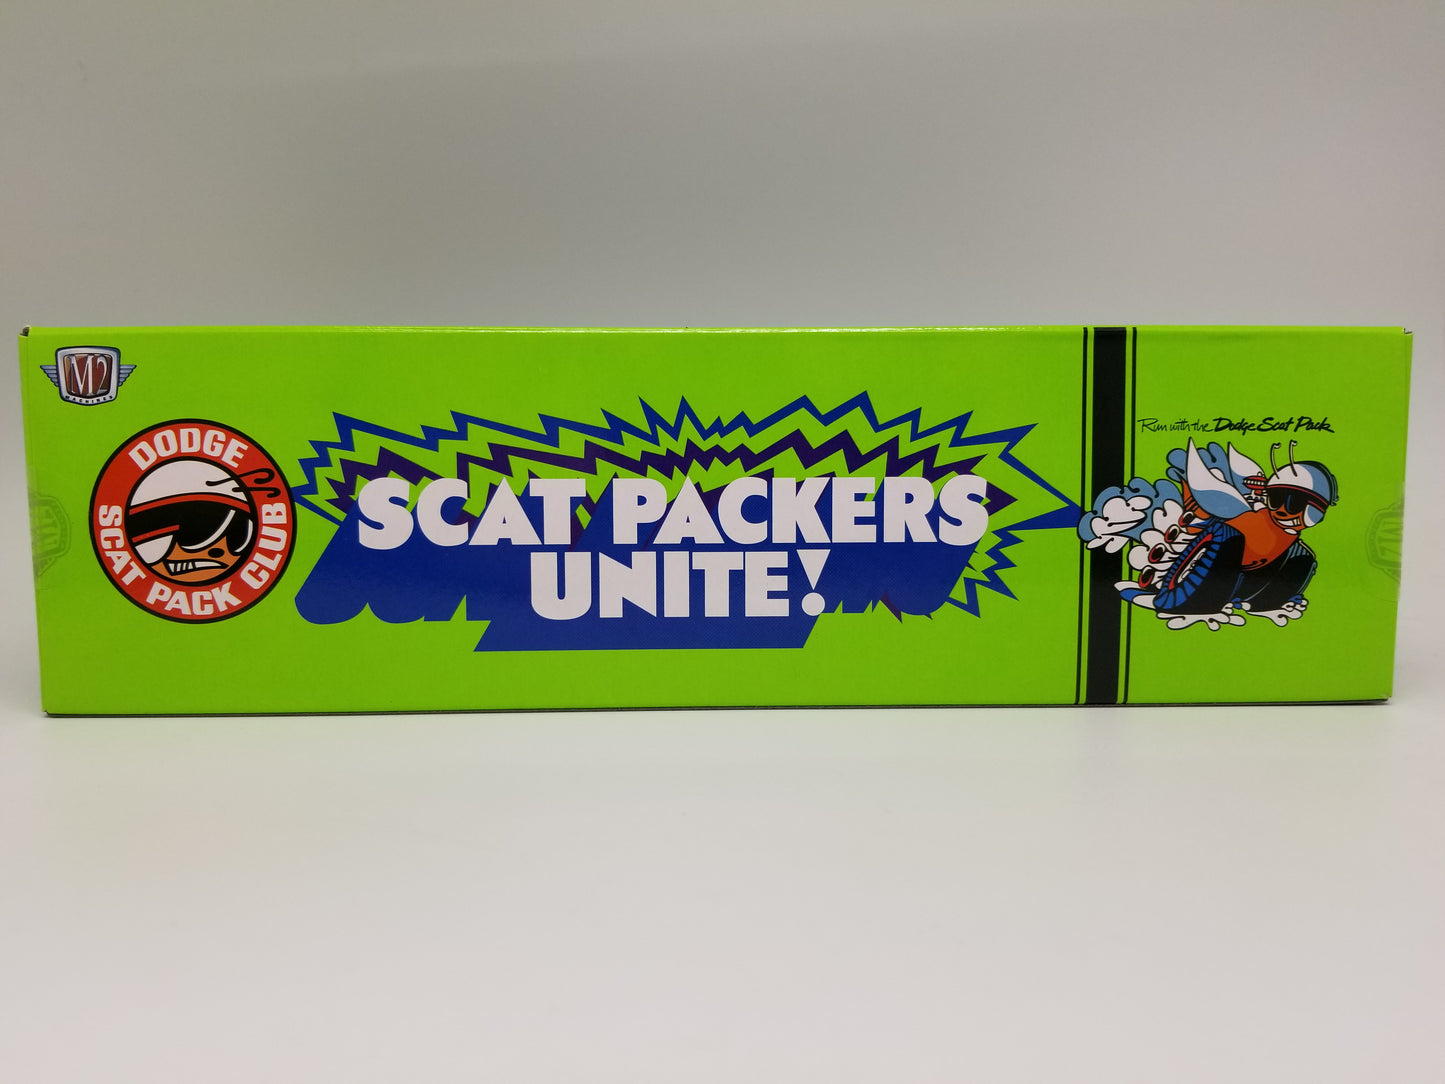 M2
MACHINES
DODGE
SCAT PACK CLUB
SCAT PACKERS
UNITE!
Run with the Dodge Scat Pack